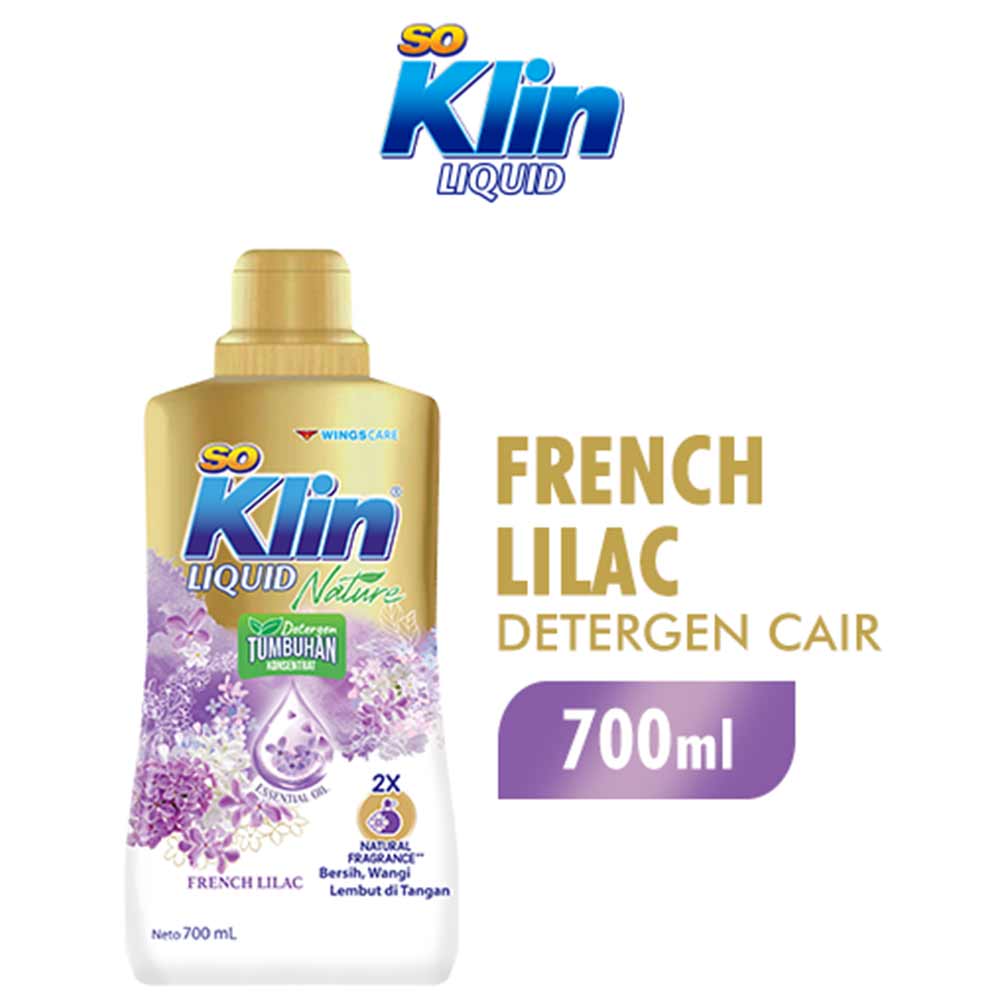 SO
Klin
LIQUID
WINGSCARE
SO
Klin®
LIQUID Nature
Detergen
TUMBUHAN
KONSENTRAT
ESSENTIAL OIL
2X
NATURAL
FRAGRANCE**
Bersih, Wangi
Lembut di Tangan
FRENCH LILAC
Neto 700 mL
FRENCH
LILAC
DETERGEN CAIR
700ml